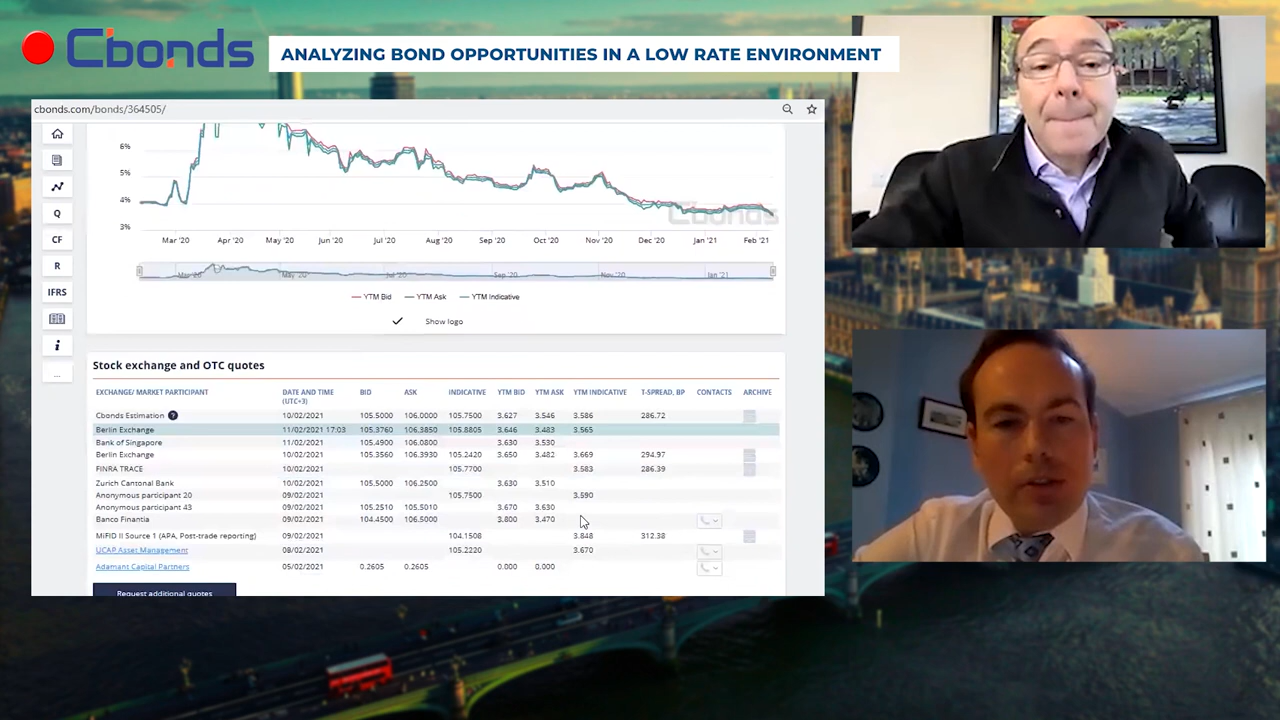 Cbonds
ANALYZING BOND OPPORTUNITIES IN A LOW RATE ENVIRONMENT
cbonds.com/bonds/364505/
6%
5%
4%
3%
Cbonds
Mar '20 Apr '20 May '20 Jun '20 Jul '20 Aug '20 Sep '20 Oct '20 Nov '20 Dec '20 Jan '21 Feb '21
Mar '20 May '20 Jul '20 Sep '20 Nov '20 Jan '21
YTM Bid YTM Ask YTM Indicative
Show logo
Q
CF
R
IFRS
i
...
Stock exchange and OTC quotes
EXCHANGE/ MARKET PARTICIPANT DATE AND TIME (UTC+3) BID ASK INDICATIVE YTM BID YTM ASK YTM INDICATIVE T-SPREAD, BP CONTACTS ARCHIVE
Cbonds Estimation ? 10/02/2021 105.5000 106.0000 105.7500 3.627 3.546 3.586 286.72
Berlin Exchange 11/02/2021 17:03 105.3760 106.3850 105.8805 3.646 3.483 3.565
Bank of Singapore 11/02/2021 105.4900 106.0800 3.630 3.530
Berlin Exchange 10/02/2021 105.3560 106.3930 105.2420 3.650 3.482 3.669 294.97
FINRA TRACE 10/02/2021 105.7700 3.583 286.39
Zurich Cantonal Bank 10/02/2021 105.5000 106.2500 3.630 3.510
Anonymous participant 20 09/02/2021 105.7500 3.590
Anonymous participant 43 09/02/2021 105.2510 105.5010 3.670 3.630
Banco Finantia 09/02/2021 104.4500 106.5000 3.800 3.470
MiFID II Source 1 (APA, Post-trade reporting) 09/02/2021 104.1508 3.848 312.38
UCAP Asset Management 08/02/2021 105.2220 3.670
Adamant Capital Partners 05/02/2021 0.2605 0.2605 0.000 0.000
Request additional quotes